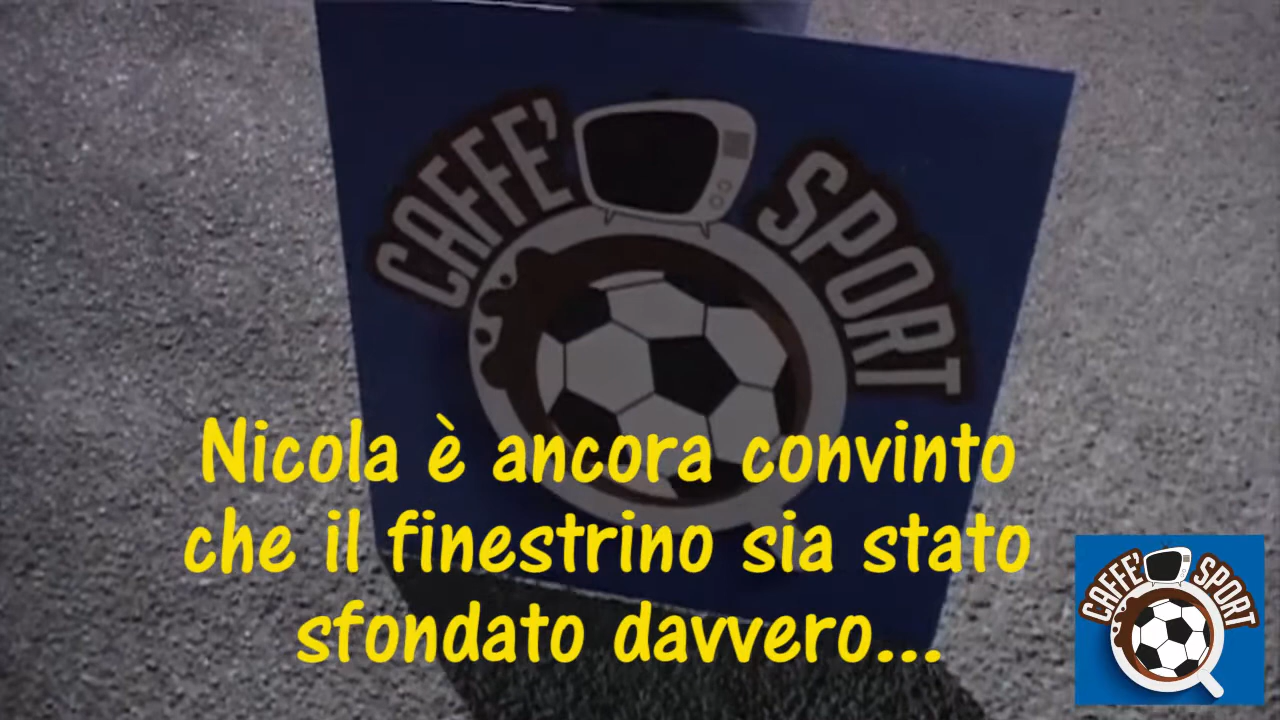 CAFFE' SPORT
Nicola è ancora convinto
che il finestrino sia stato
sfondato davvero...
CAFFE' SPORT